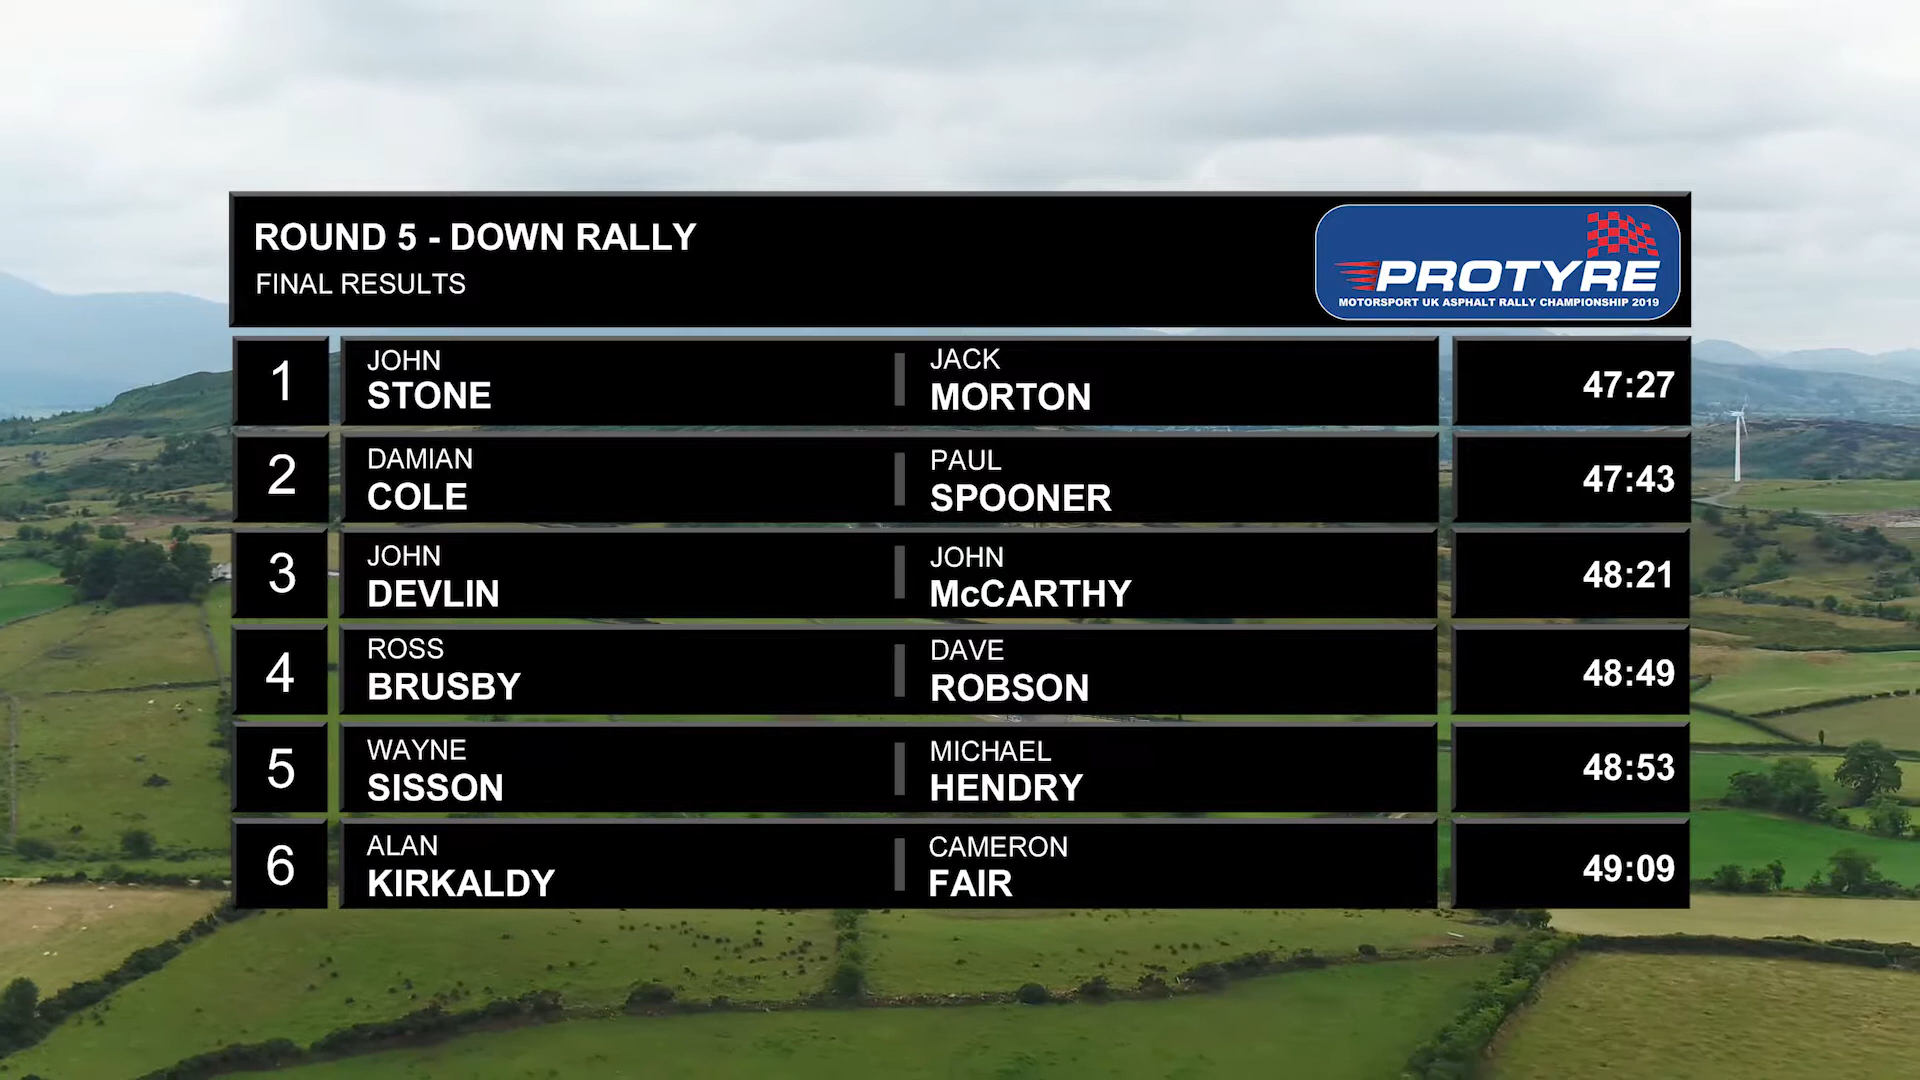 ROUND 5 - DOWN RALLY
FINAL RESULTS
PROTYRE
MOTORSPORT UK ASPHALT RALLY CHAMPIONSHIP 2019
1
JOHN
STONE
JACK
MORTON
47:27
2
DAMIAN
COLE
PAUL
SPOONER
47:43
3
JOHN
DEVLIN
JOHN
McCARTHY
48:21
4
ROSS
BRUSBY
DAVE
ROBSON
48:49
5
WAYNE
SISSON
MICHAEL
HENDRY
48:53
6
ALAN
KIRKALDY
CAMERON
FAIR
49:09